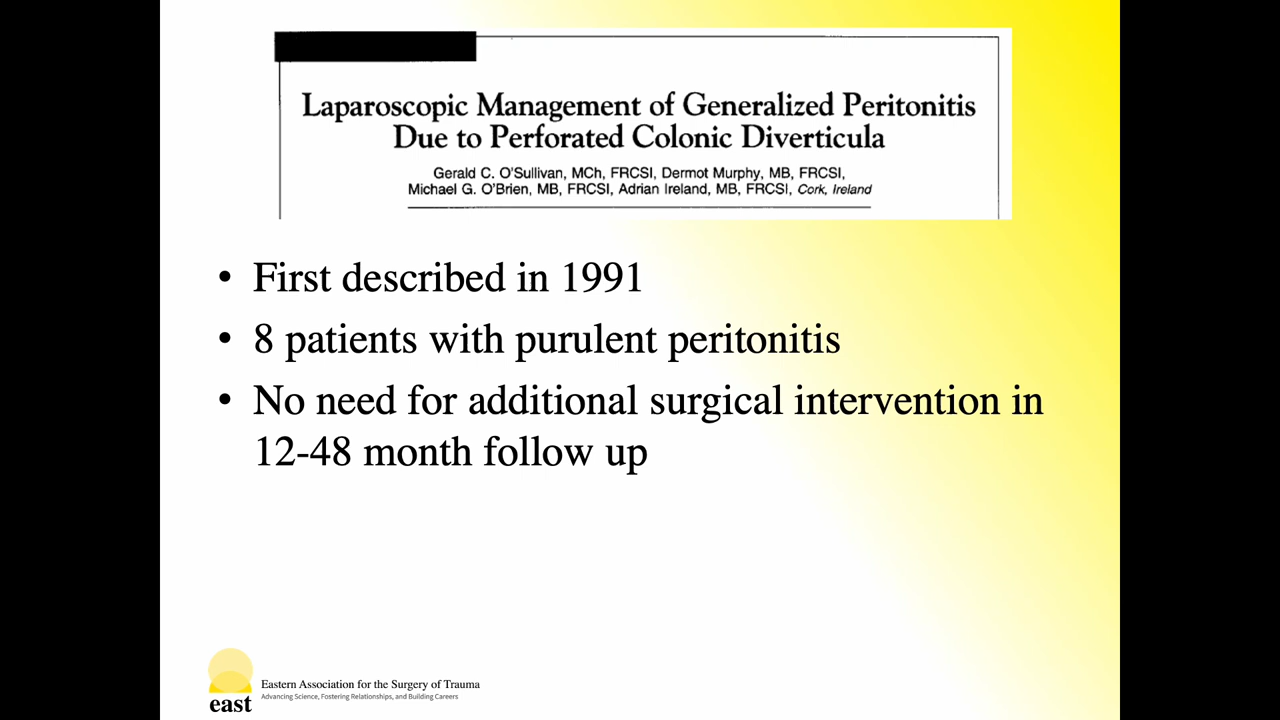 Laparoscopic Management of Generalized Peritonitis
Due to Perforated Colonic Diverticula
Gerald C. O'Sullivan, MCh, FRCSI, Dermot Murphy, MB, FRCSI,
Michael G. O'Brien, MB, FRCSI, Adrian Ireland, MB, FRCSI, Cork, Ireland
• First described in 1991
• 8 patients with purulent peritonitis
• No need for additional surgical intervention in
12-48 month follow up
Eastern Association for the Surgery of Trauma
Advancing Science, Fostering Relationships, and Building Careers
east